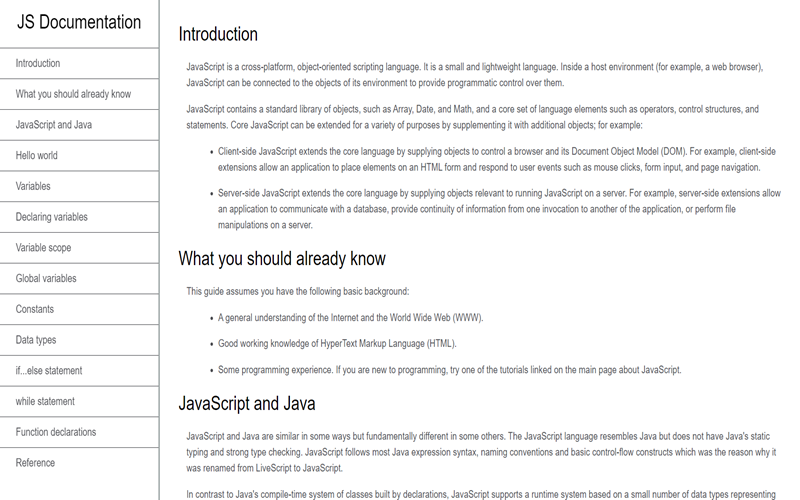 JS Documentation
Introduction
What you should already know
JavaScript and Java
Hello world
Variables
Declaring variables
Variable scope
Global variables
Constants
Data types
if...else statement
while statement
Function declarations
Reference
Introduction
JavaScript is a cross-platform, object-oriented scripting language. It is a small and lightweight language. Inside a host environment (for example, a web browser),
JavaScript can be connected to the objects of its environment to provide programmatic control over them.
JavaScript contains a standard library of objects, such as Array, Date, and Math, and a core set of language elements such as operators, control structures, and
statements. Core JavaScript can be extended for a variety of purposes by supplementing it with additional objects; for example:
• Client-side JavaScript extends the core language by supplying objects to control a browser and its Document Object Model (DOM). For example, client-side
extensions allow an application to place elements on an HTML form and respond to user events such as mouse clicks, form input, and page navigation.
• Server-side JavaScript extends the core language by supplying objects relevant to running JavaScript on a server. For example, server-side extensions allow
an application to communicate with a database, provide continuity of information from one invocation to another of the application, or perform file
manipulations on a server.
What you should already know
This guide assumes you have the following basic background:
• A general understanding of the Internet and the World Wide Web (WWW).
• Good working knowledge of HyperText Markup Language (HTML).
• Some programming experience. If you are new to programming, try one of the tutorials linked on the main page about JavaScript.
JavaScript and Java
JavaScript and Java are similar in some ways but fundamentally different in some others. The JavaScript language resembles Java but does not have Java's static
typing and strong type checking. JavaScript follows most Java expression syntax, naming conventions and basic control-flow constructs which was the reason why it
was renamed from LiveScript to JavaScript.
In contrast to Java's compile-time system of classes built by declarations, JavaScript supports a runtime system based on a small number of data types representing